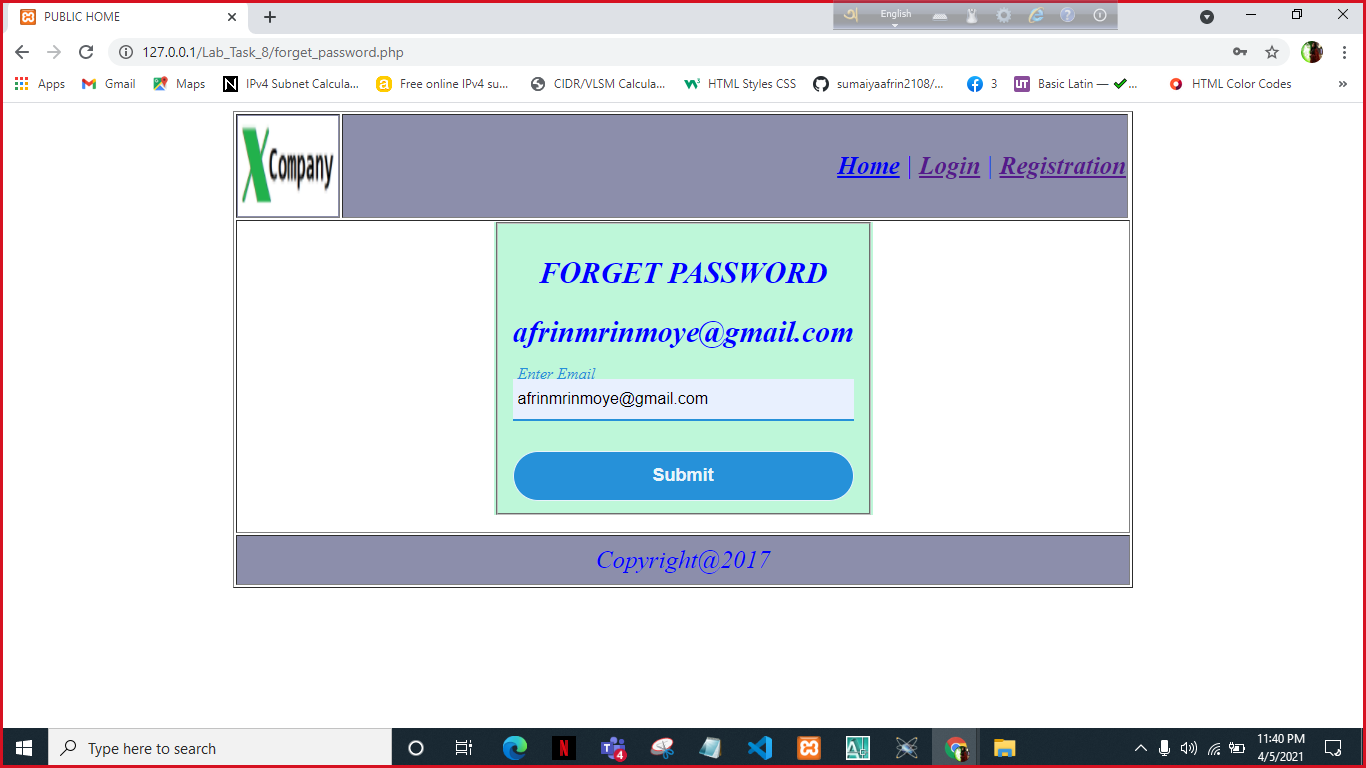 PUBLIC HOME
English
127.0.0.1/Lab_Task_8/forget_password.php
Apps Gmail Maps IPv4 Subnet Calcula... Free online IPv4 su... CIDR/VLSM Calcula... HTML Styles CSS sumaiyaafrin2108/... 3 Basic Latin — ✔... HTML Color Codes »
X Company
Home | Login | Registration
FORGET PASSWORD
afrinmrinmoye@gmail.com
Enter Email
afrinmrinmoye@gmail.com
Submit
Copyright@2017
Type here to search
4
11:40 PM
4/5/2021